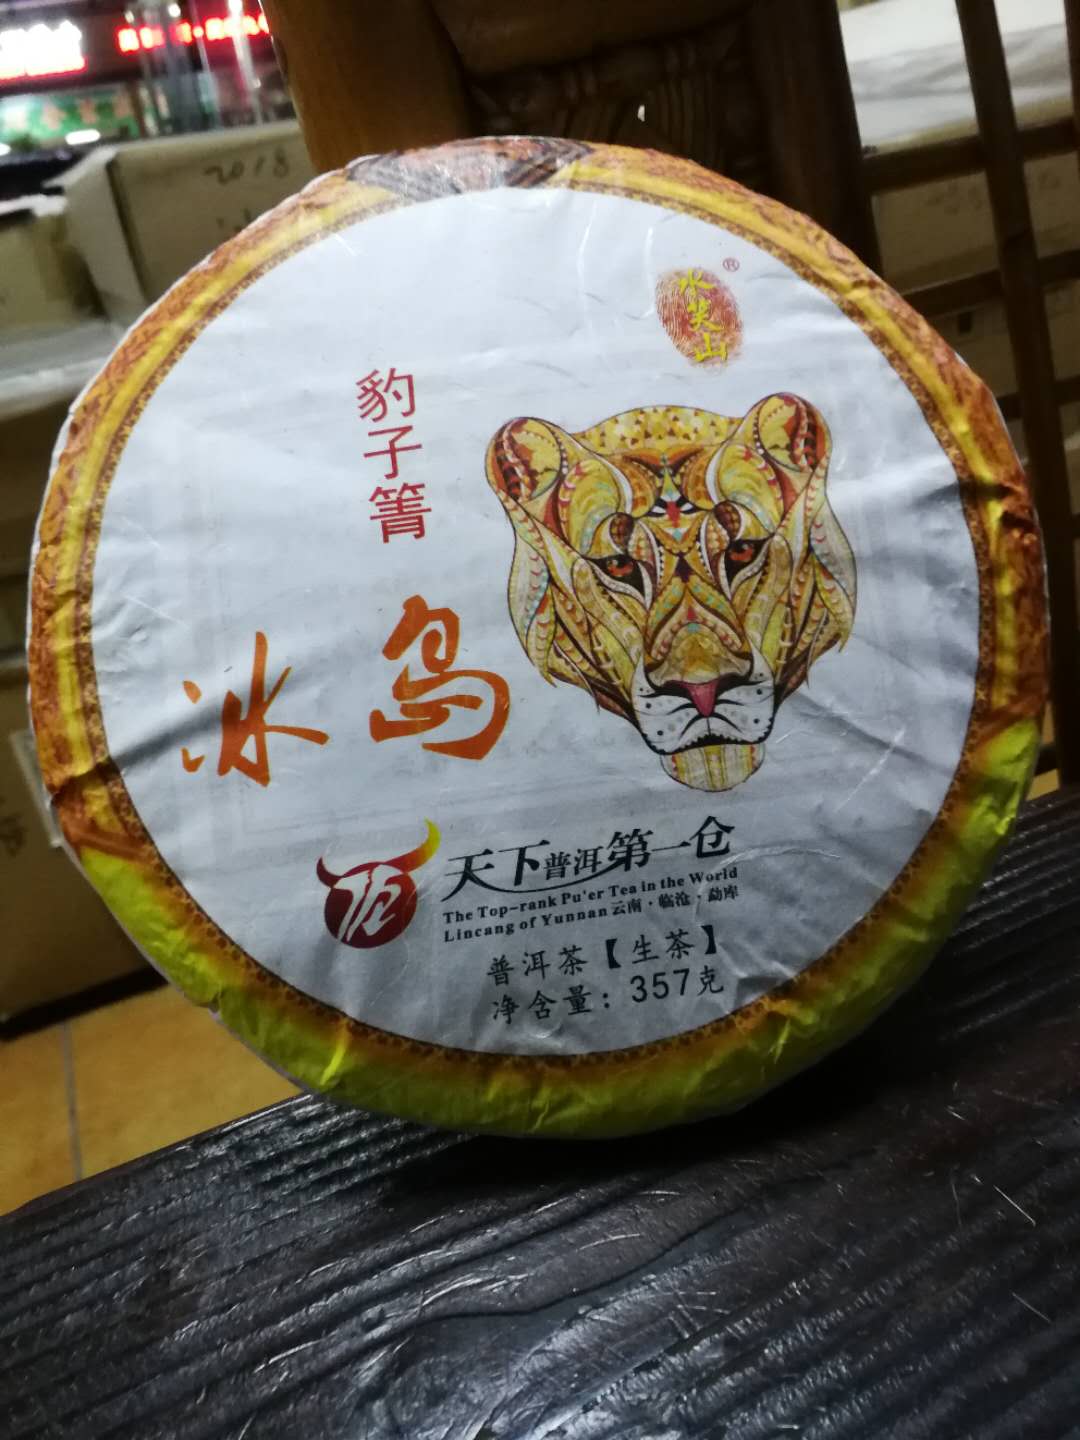 2018
水笑山®
豹子箐
冰岛
天下普洱第一仓
The Top-rank Pu'er Tea in the World
Lincang of Yunnan 云南·临沧·勐库
普洱茶【生茶】
净含量：357克